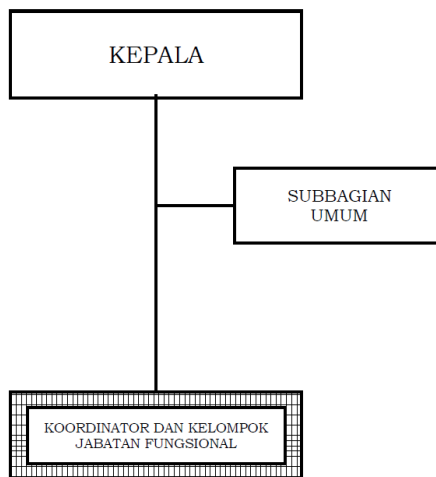 KEPALA
SUBBAGIAN
UMUM
KOORDINATOR DAN KELOMPOK
JABATAN FUNGSIONAL